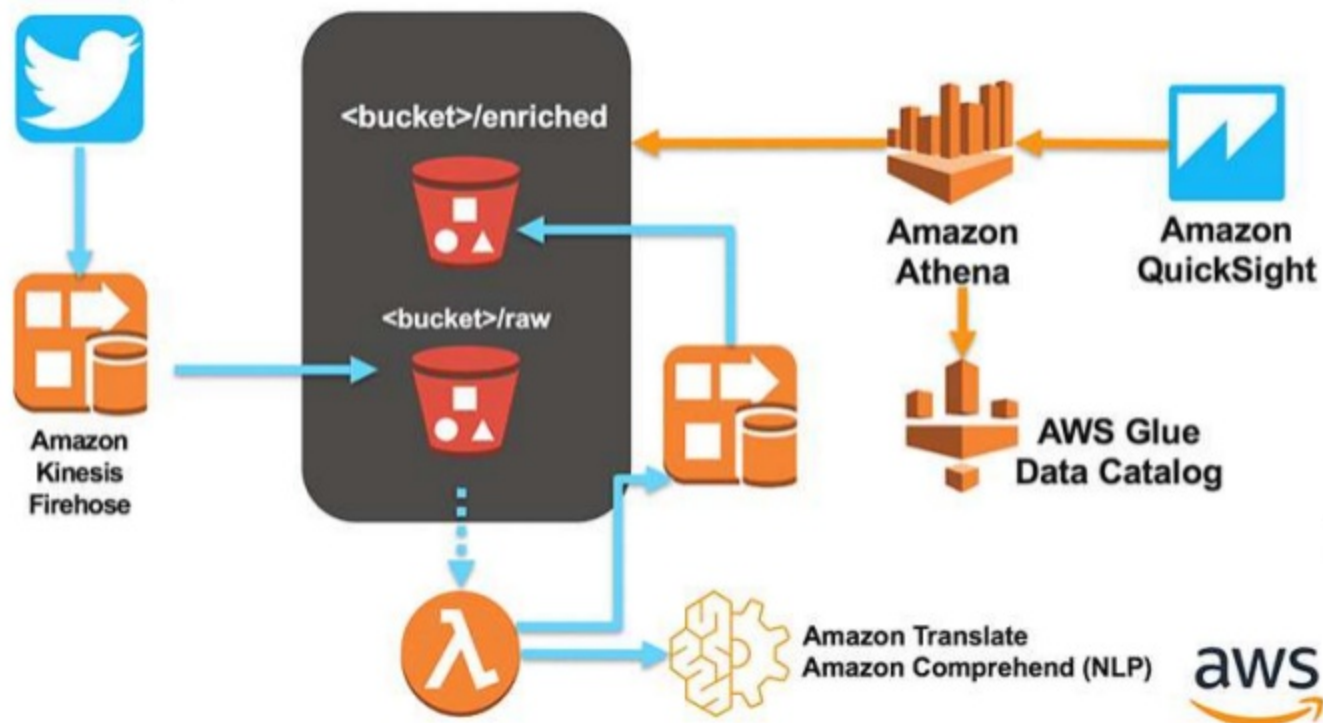 <bucket>/enriched
Amazon
Athena
Amazon
QuickSight
<bucket>/raw
Amazon
Kinesis
Firehose
AWS Glue
Data Catalog
λ
Amazon Translate
Amazon Comprehend (NLP)
aws